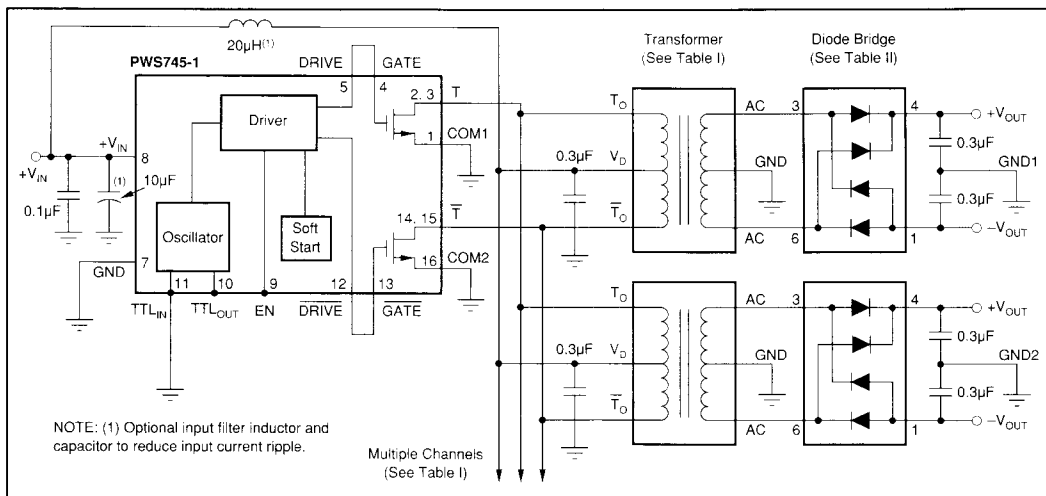 20µH(1)
PWS745-1
DRIVE
5
GATE
4
2, 3
T
Driver
1
COM1
+VIN
+VIN
8
(1)
10µF
0.1µF
Oscillator
Soft
Start
14, 15
T̅
COM2
16
GND
7
11
10
9
12
13
TTLIN
TTLOUT
EN
DRIVE
GATE
NOTE: (1) Optional input filter inductor and
capacitor to reduce input current ripple.
Multiple Channels
(See Table I)
Transformer
(See Table I)
Diode Bridge
(See Table II)
TO
AC
3
4
+VOUT
0.3µF
0.3µF
VD
GND
GND1
0.3µF
T̅O
AC
6
1
–VOUT
TO
AC
3
4
+VOUT
0.3µF
0.3µF
VD
GND
GND2
0.3µF
T̅O
AC
6
1
–VOUT